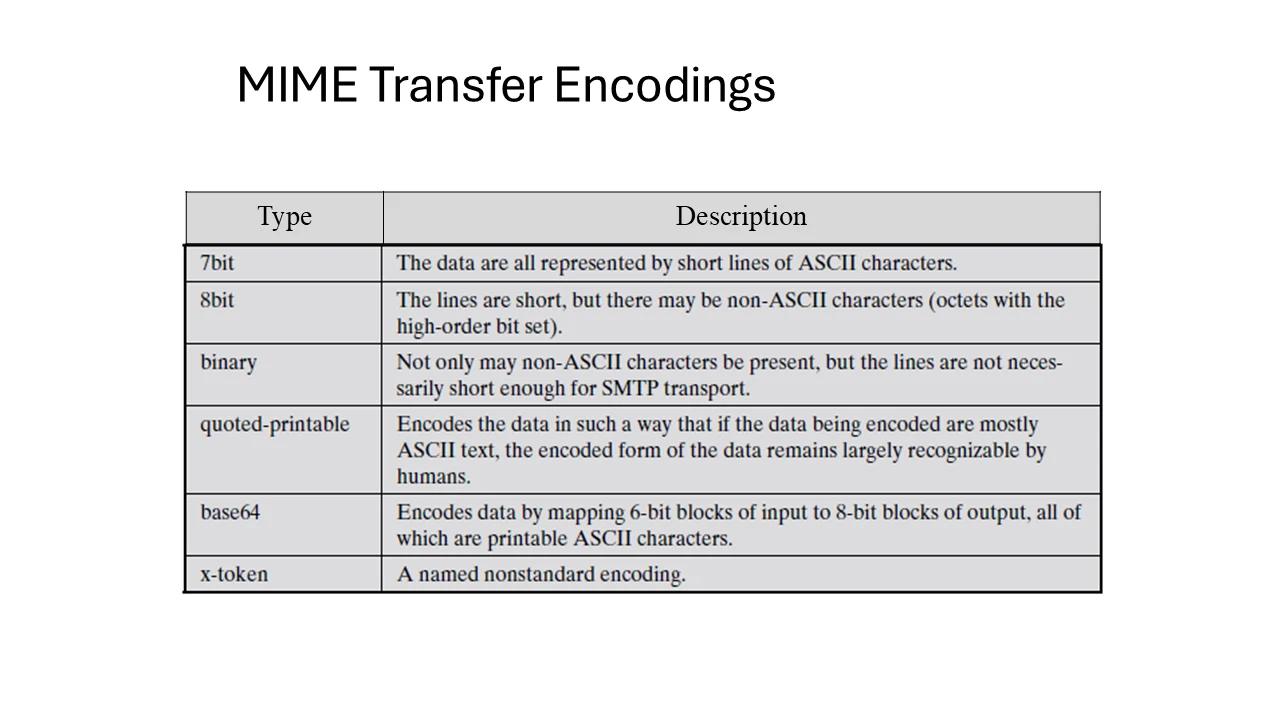 MIME Transfer Encodings
Type Description
7bit The data are all represented by short lines of ASCII characters.
8bit The lines are short, but there may be non-ASCII characters (octets with the
high-order bit set).
binary Not only may non-ASCII characters be present, but the lines are not neces-
sarily short enough for SMTP transport.
quoted-printable Encodes the data in such a way that if the data being encoded are mostly
ASCII text, the encoded form of the data remains largely recognizable by
humans.
base64 Encodes data by mapping 6-bit blocks of input to 8-bit blocks of output, all of
which are printable ASCII characters.
x-token A named nonstandard encoding.